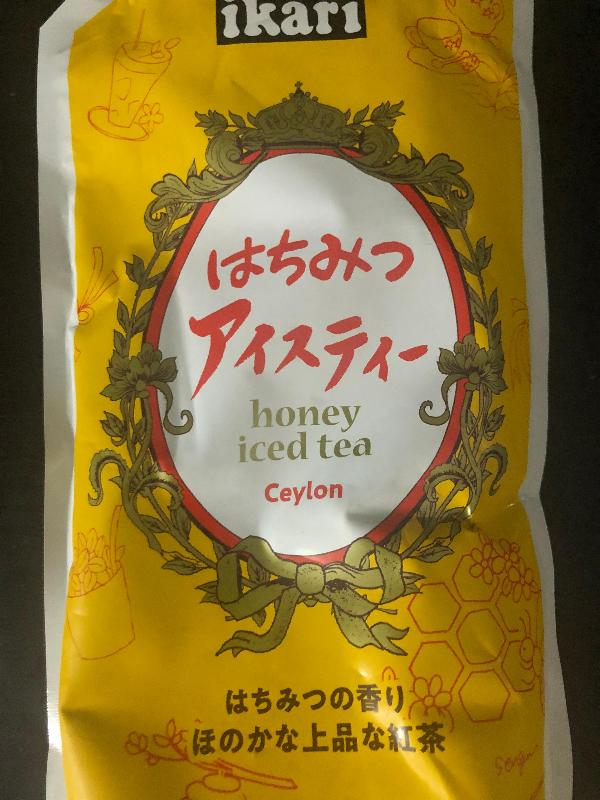 ikari
はちみつ
アイスティー
honey
iced tea
Ceylon
はちみつの香り
ほのかな上品な紅茶